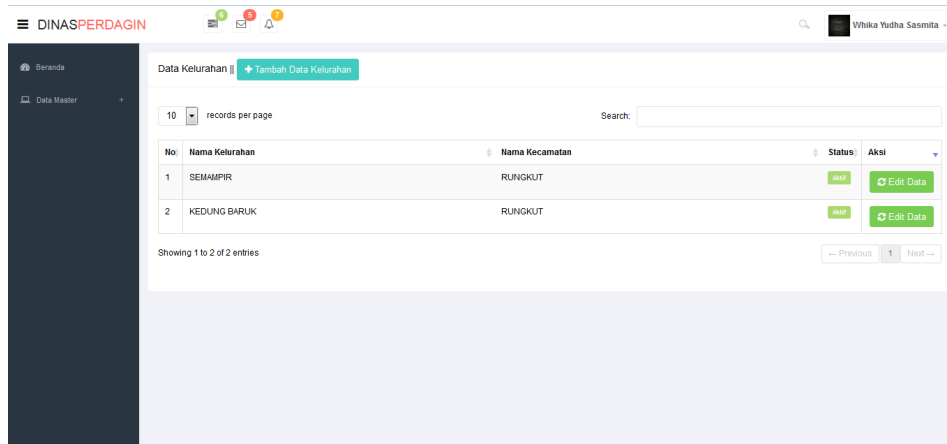 DINASPERDAGIN 6 5 7 Whika Yudha Sasmita
Beranda
Data Master +
Data Kelurahan || + Tambah Data Kelurahan
10 records per page Search:
No Nama Kelurahan Nama Kecamatan Status Aksi
1 SEMAMPIR RUNGKUT Aktif Edit Data
2 KEDUNG BARUK RUNGKUT Aktif Edit Data
Showing 1 to 2 of 2 entries ← Previous 1 Next →